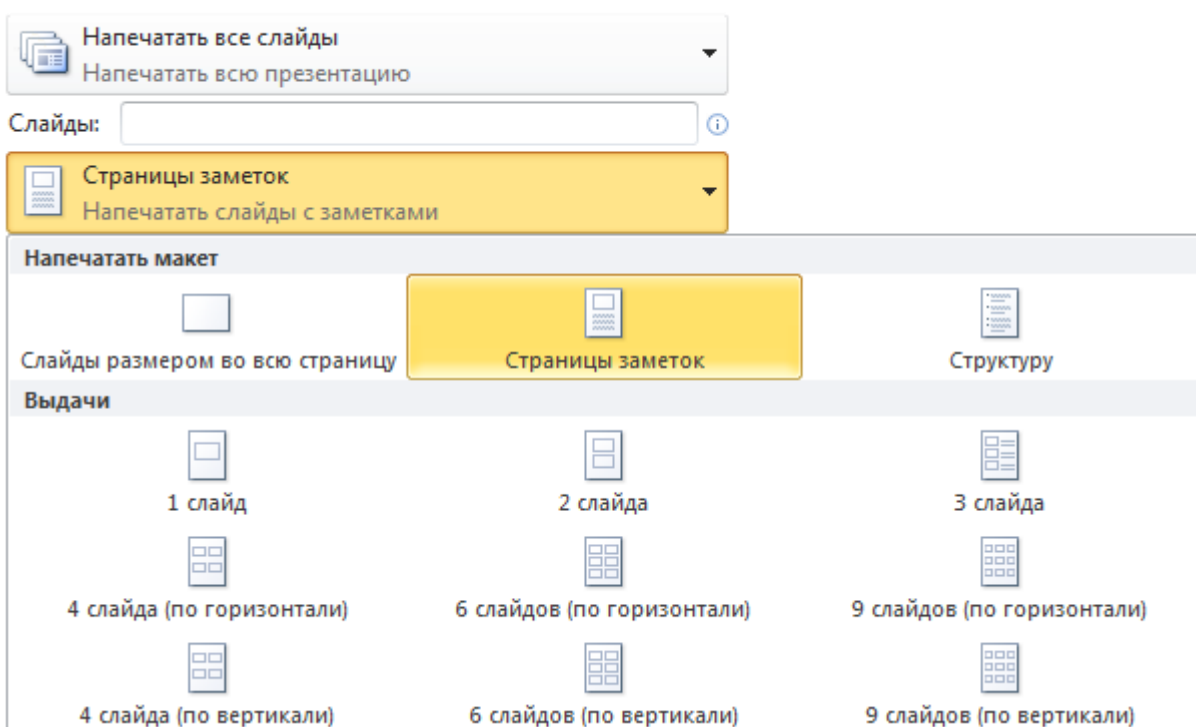 Напечатать все слайды
Напечатать всю презентацию
Слайды:
Страницы заметок
Напечатать слайды с заметками
Напечатать макет
Слайды размером во всю страницу
Страницы заметок
Структуру
Выдачи
1 слайд
2 слайда
3 слайда
4 слайда (по горизонтали)
6 слайдов (по горизонтали)
9 слайдов (по горизонтали)
4 слайда (по вертикали)
6 слайдов (по вертикали)
9 слайдов (по вертикали)